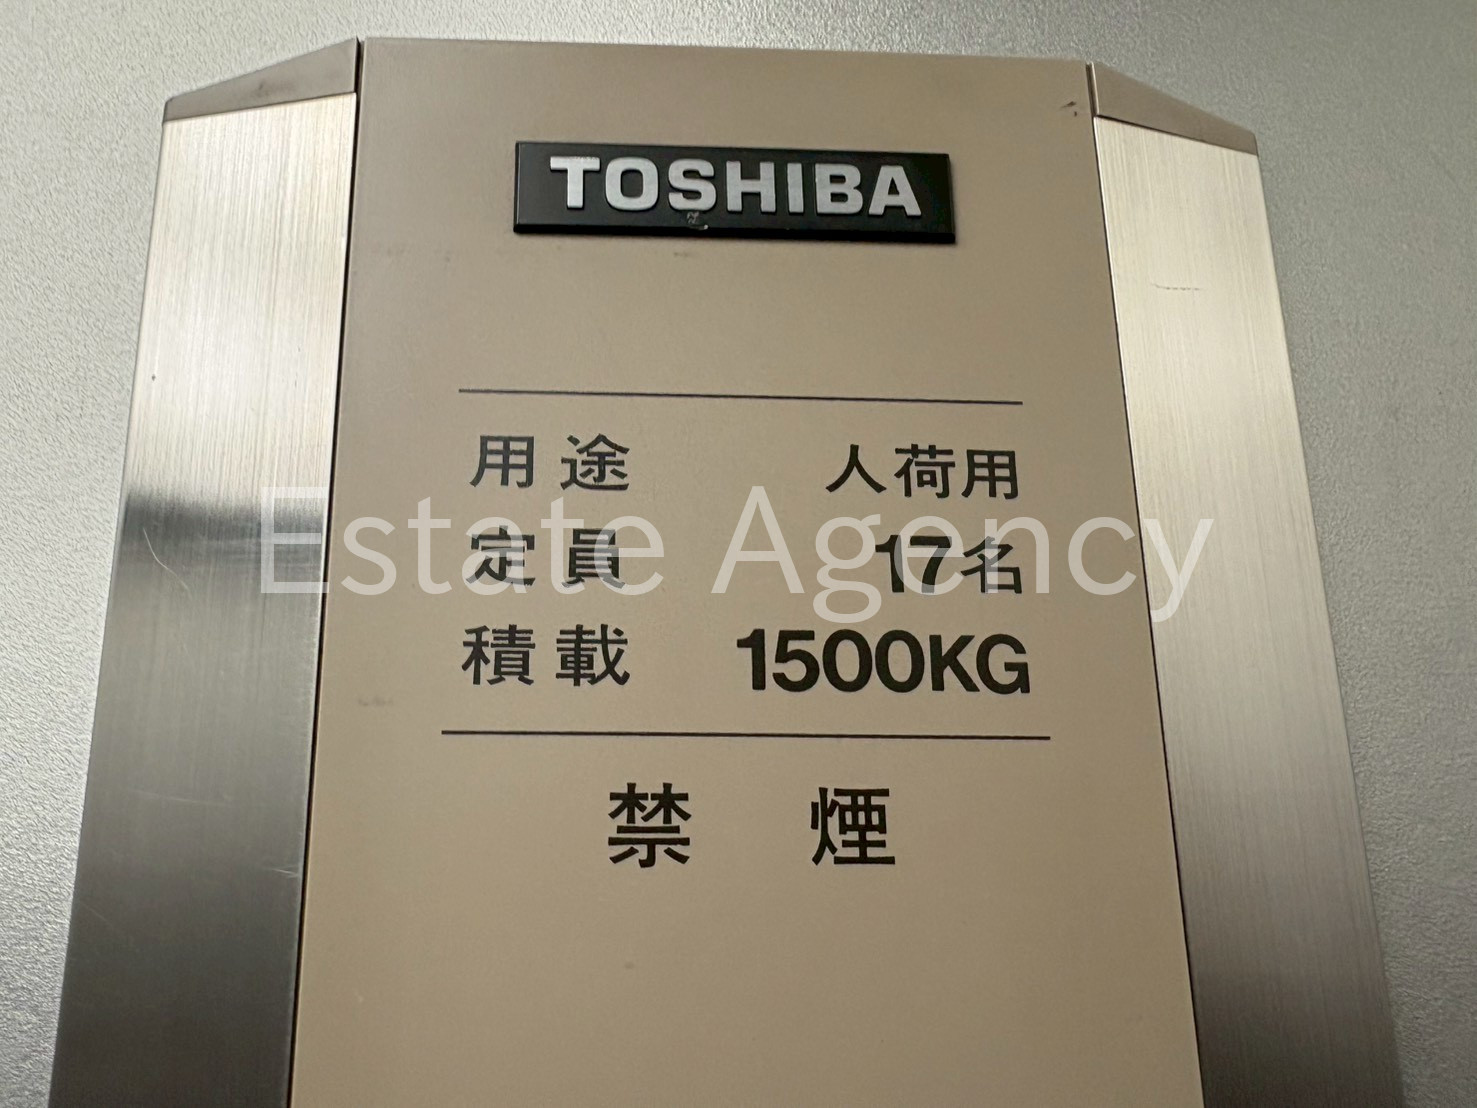 TOSHIBA
用途 人荷用
Estate Agency
定員 17名
積載 1500KG
禁煙